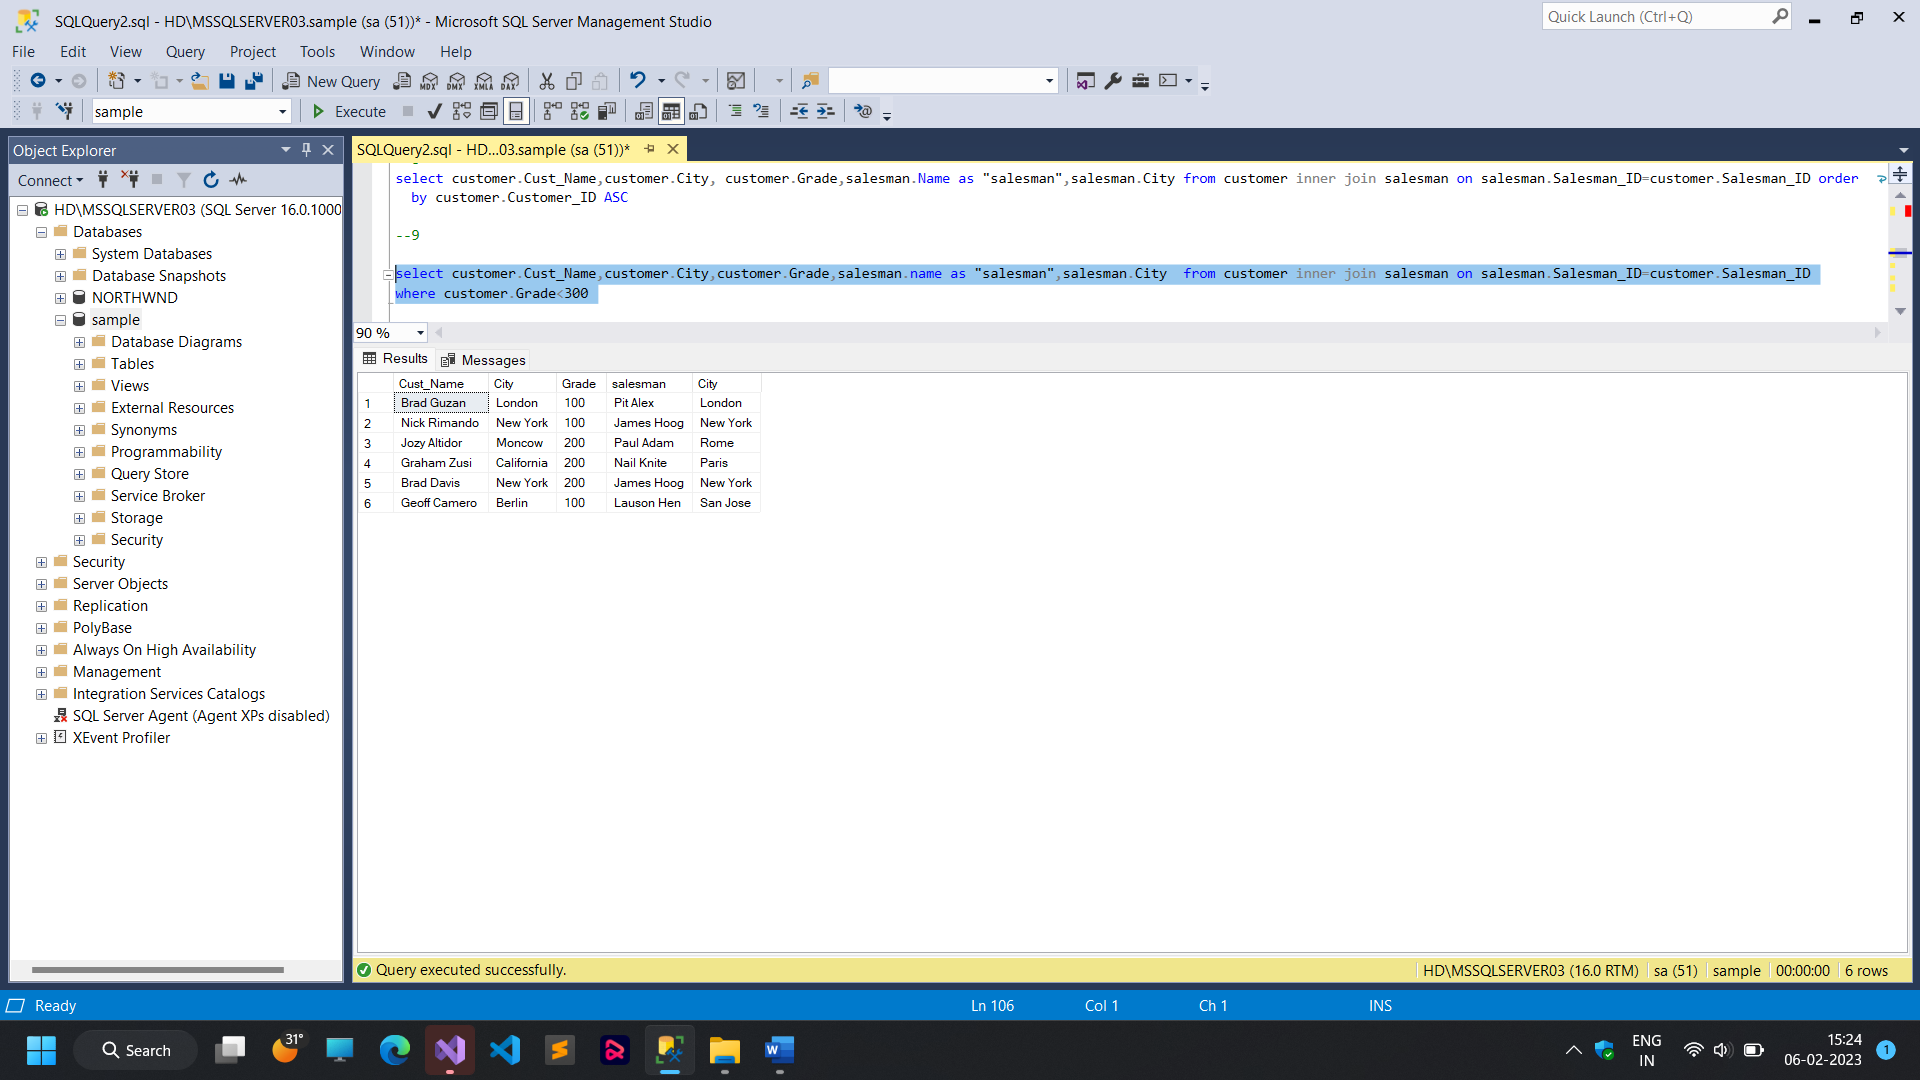 SQLQuery2.sql - HD\MSSQLSERVER03.sample (sa (51))* - Microsoft SQL Server Management Studio
Quick Launch (Ctrl+Q)
File Edit View Query Project Tools Window Help
New Query MDX DMX XMLA DAX
sample Execute
Object Explorer
Connect
HD\MSSQLSERVER03 (SQL Server 16.0.1000
Databases
System Databases
Database Snapshots
NORTHWND
sample
Database Diagrams
Tables
Views
External Resources
Synonyms
Programmability
Query Store
Service Broker
Storage
Security
Security
Server Objects
Replication
PolyBase
Always On High Availability
Management
Integration Services Catalogs
SQL Server Agent (Agent XPs disabled)
XEvent Profiler
SQLQuery2.sql - HD...03.sample (sa (51))*
select customer.Cust_Name,customer.City, customer.Grade,salesman.Name as "salesman",salesman.City from customer inner join salesman on salesman.Salesman_ID=customer.Salesman_ID order
by customer.Customer_ID ASC
--9
select customer.Cust_Name,customer.City,customer.Grade,salesman.name as "salesman",salesman.City  from customer inner join salesman on salesman.Salesman_ID=customer.Salesman_ID
where customer.Grade<300
90 %
Results Messages
Cust_Name City Grade salesman City
1 Brad Guzan London 100 Pit Alex London
2 Nick Rimando New York 100 James Hoog New York
3 Jozy Altidor Moncow 200 Paul Adam Rome
4 Graham Zusi California 200 Nail Knite Paris
5 Brad Davis New York 200 James Hoog New York
6 Geoff Camero Berlin 100 Lauson Hen San Jose
Query executed successfully.
HD\MSSQLSERVER03 (16.0 RTM) sa (51) sample 00:00:00 6 rows
Ready Ln 106 Col 1 Ch 1 INS
Search
31°
ENG
IN
15:24
06-02-2023
1